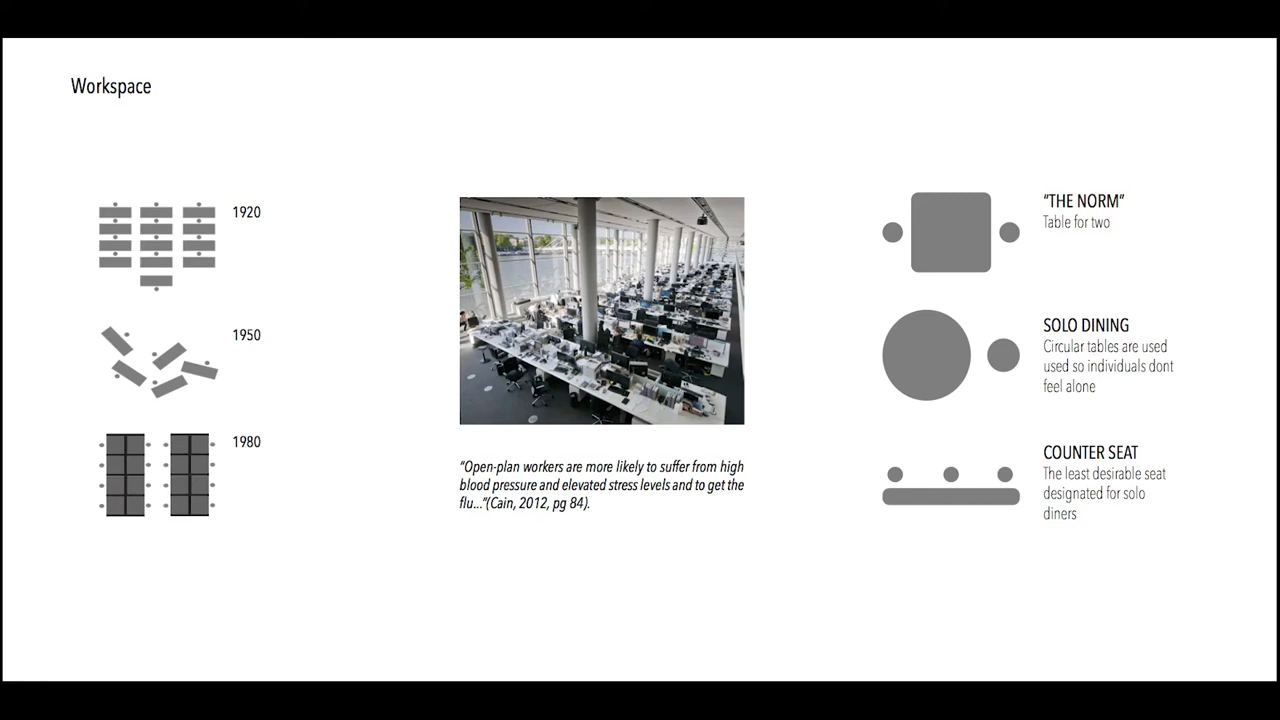 Workspace
1920
1950
1980
“Open-plan workers are more likely to suffer from high
blood pressure and elevated stress levels and to get the
flu...”(Cain, 2012, pg 84).
“THE NORM”
Table for two
SOLO DINING
Circular tables are used
used so individuals dont
feel alone
COUNTER SEAT
The least desirable seat
designated for solo
diners